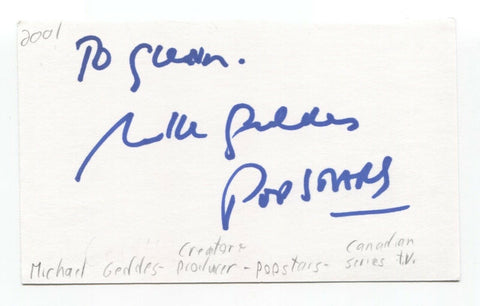 2001
To Glenn.
Mike Geddes
POPSTARS
Creator &
Canadian
Michael Geddes - Producer - Popstars - series T.V.